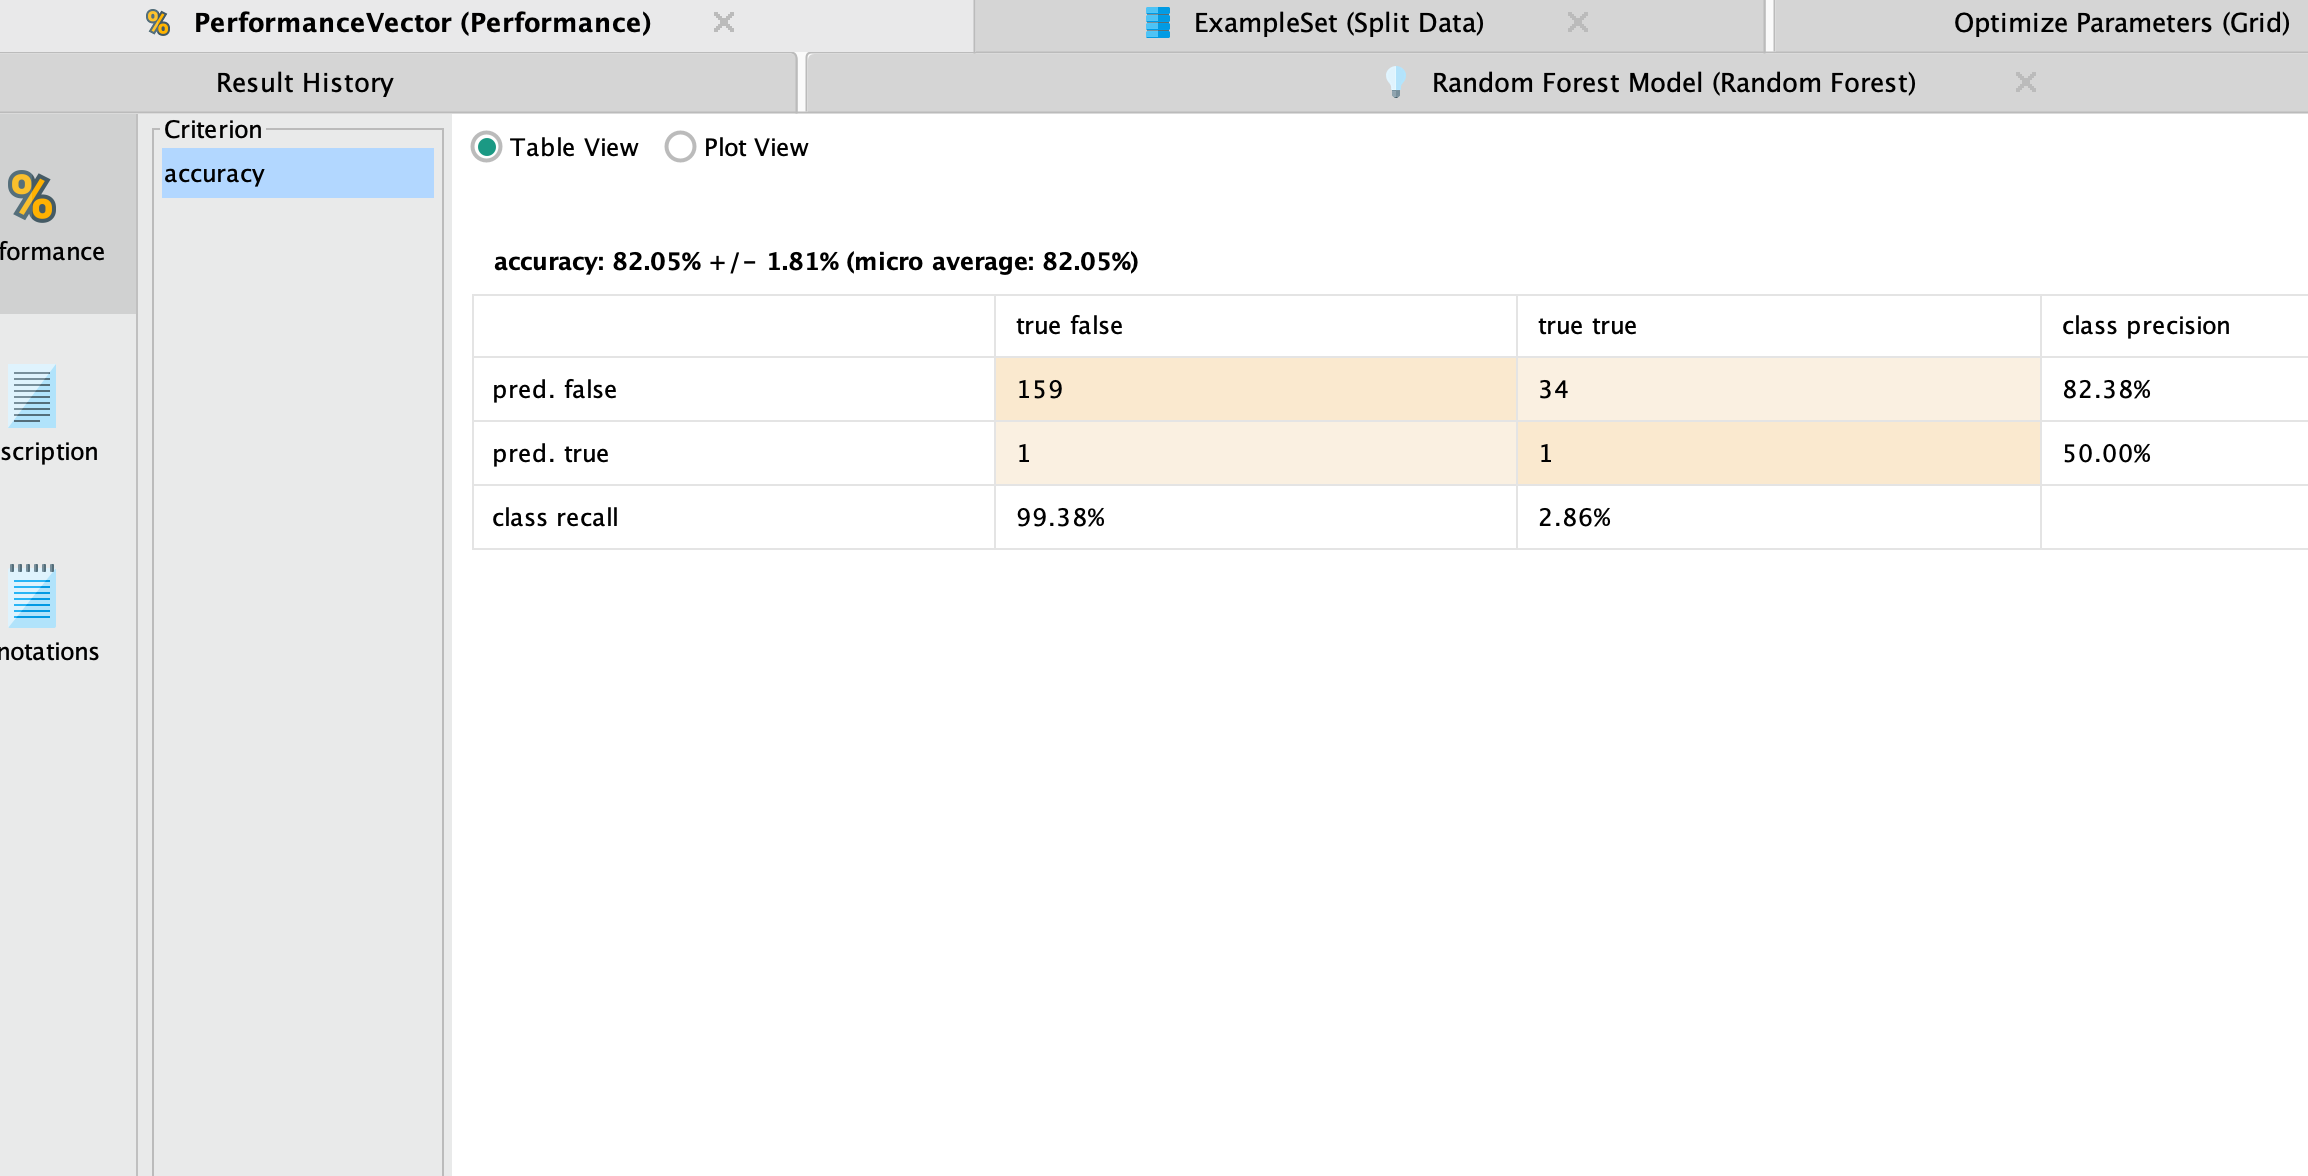 PerformanceVector (Performance)
ExampleSet (Split Data)
Optimize Parameters (Grid)
Result History
Random Forest Model (Random Forest)
Criterion
accuracy
Table View
Plot View
formance
scription
notations
accuracy: 82.05% +/- 1.81% (micro average: 82.05%)
true false true true class precision
pred. false 159 34 82.38%
pred. true 1 1 50.00%
class recall 99.38% 2.86%